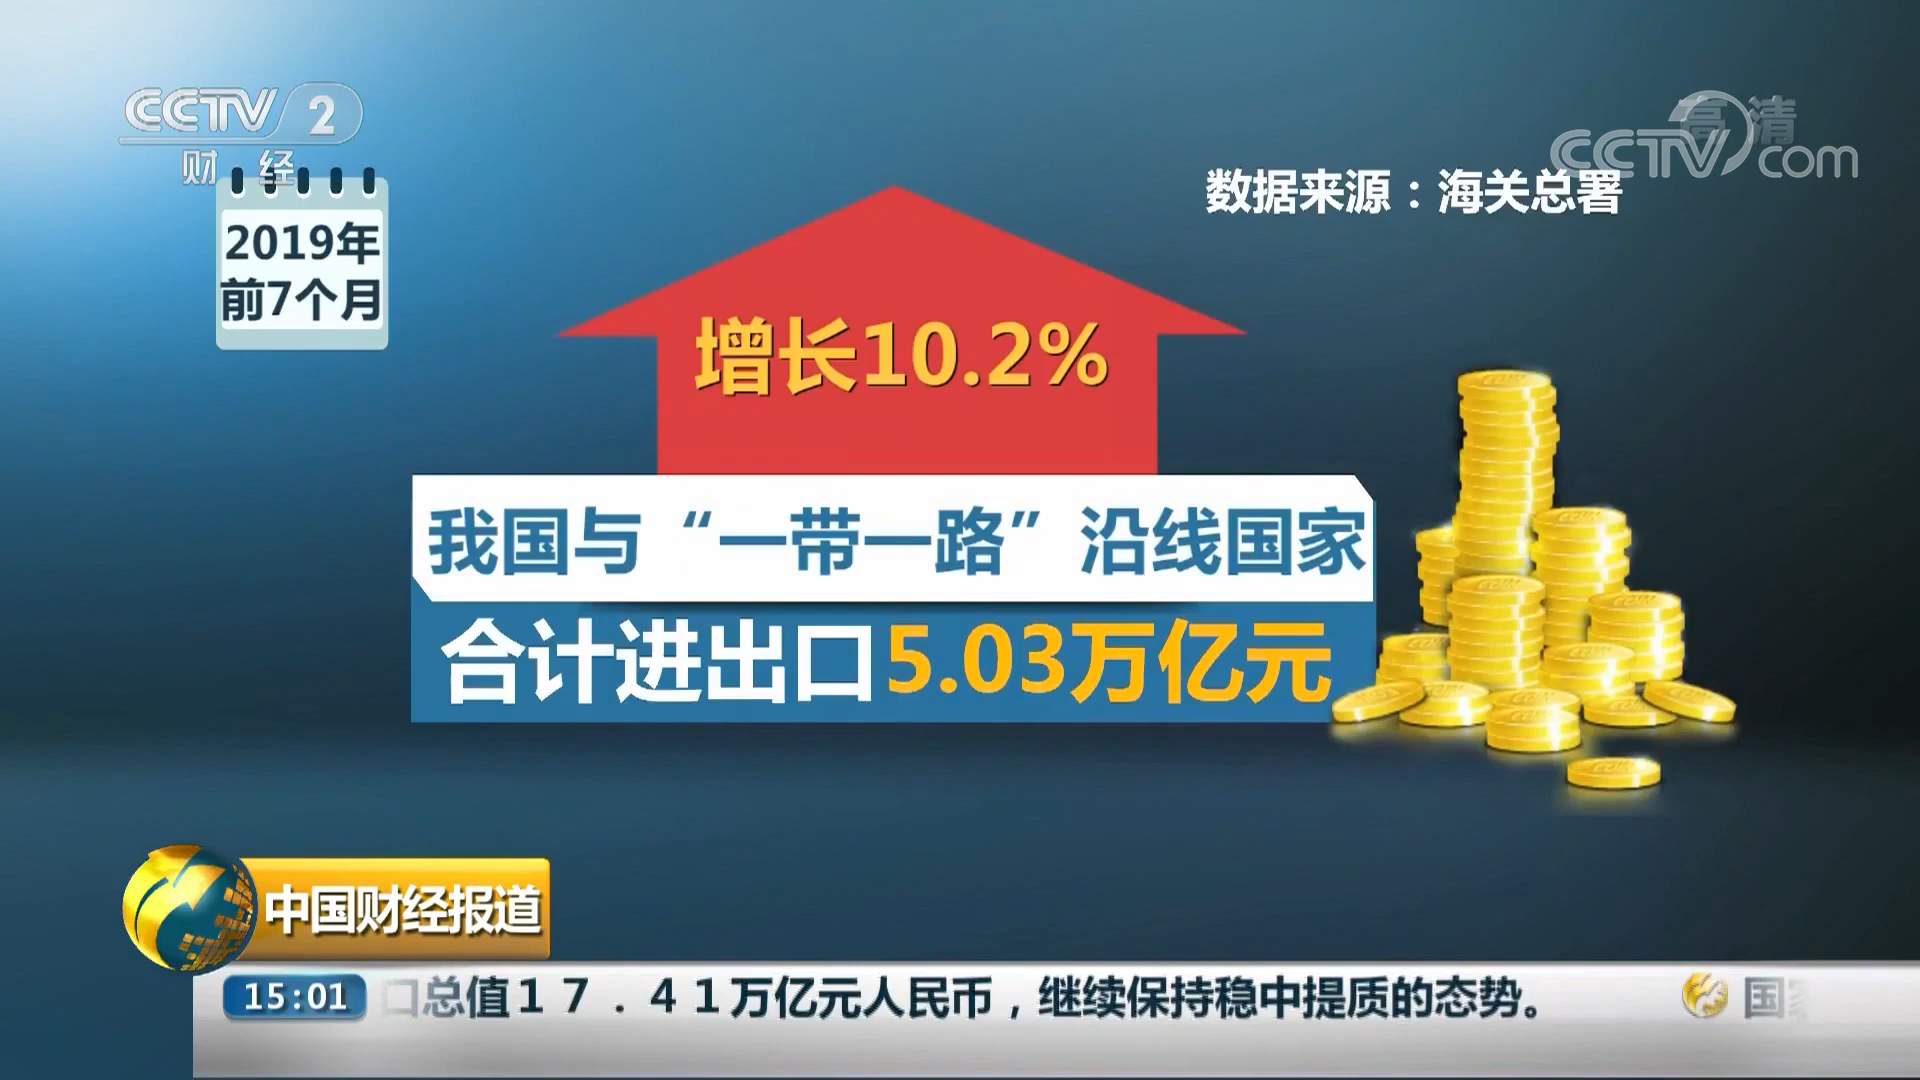 CCTV 2
财经
高清
CCTV com
数据来源：海关总署
2019年
前7个月
增长10.2%
我国与“一带一路”沿线国家
合计进出口5.03万亿元
中国财经报道
15:01
口总值１７．４１万亿元人民币，继续保持稳中提质的态势。
国